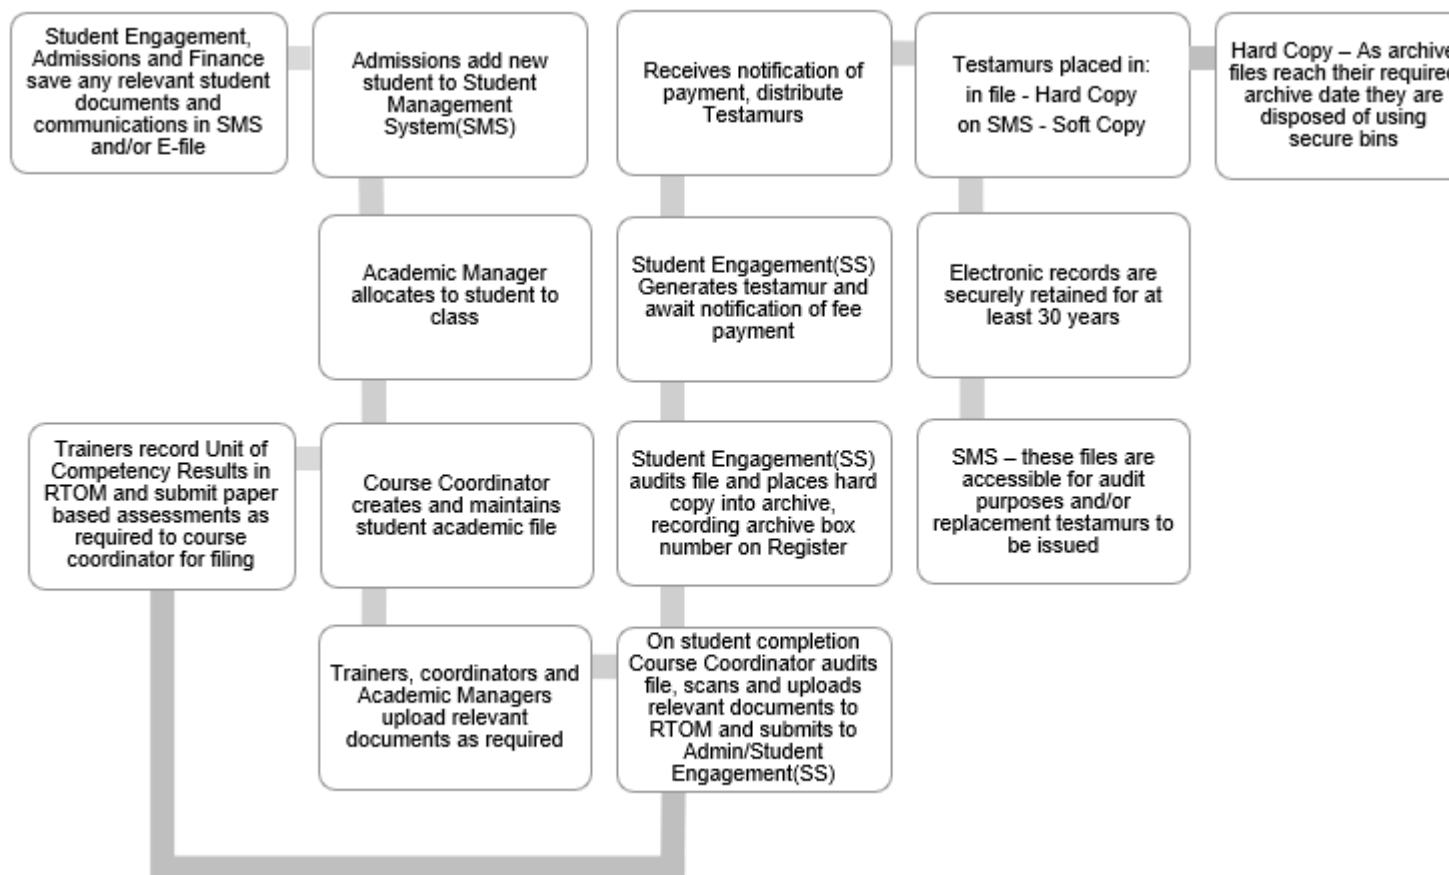 Student Engagement,
Admissions and Finance
save any relevant student
documents and
communications in SMS
and/or E-file
Admissions add new
student to Student
Management
System(SMS)
Receives notification of
payment, distribute
Testamurs
Testamurs placed in:
in file - Hard Copy
on SMS - Soft Copy
Hard Copy – As archive
files reach their required
archive date they are
disposed of using
secure bins
Academic Manager
allocates to student to
class
Student Engagement(SS)
Generates testamur and
await notification of fee
payment
Electronic records are
securely retained for at
least 30 years
Trainers record Unit of
Competency Results in
RTOM and submit paper
based assessments as
required to course
coordinator for filing
Course Coordinator
creates and maintains
student academic file
Student Engagement(SS)
audits file and places hard
copy into archive,
recording archive box
number on Register
SMS – these files are
accessible for audit
purposes and/or
replacement testamurs to
be issued
Trainers, coordinators and
Academic Managers
upload relevant
documents as required
On student completion
Course Coordinator audits
file, scans and uploads
relevant documents to
RTOM and submits to
Admin/Student
Engagement(SS)